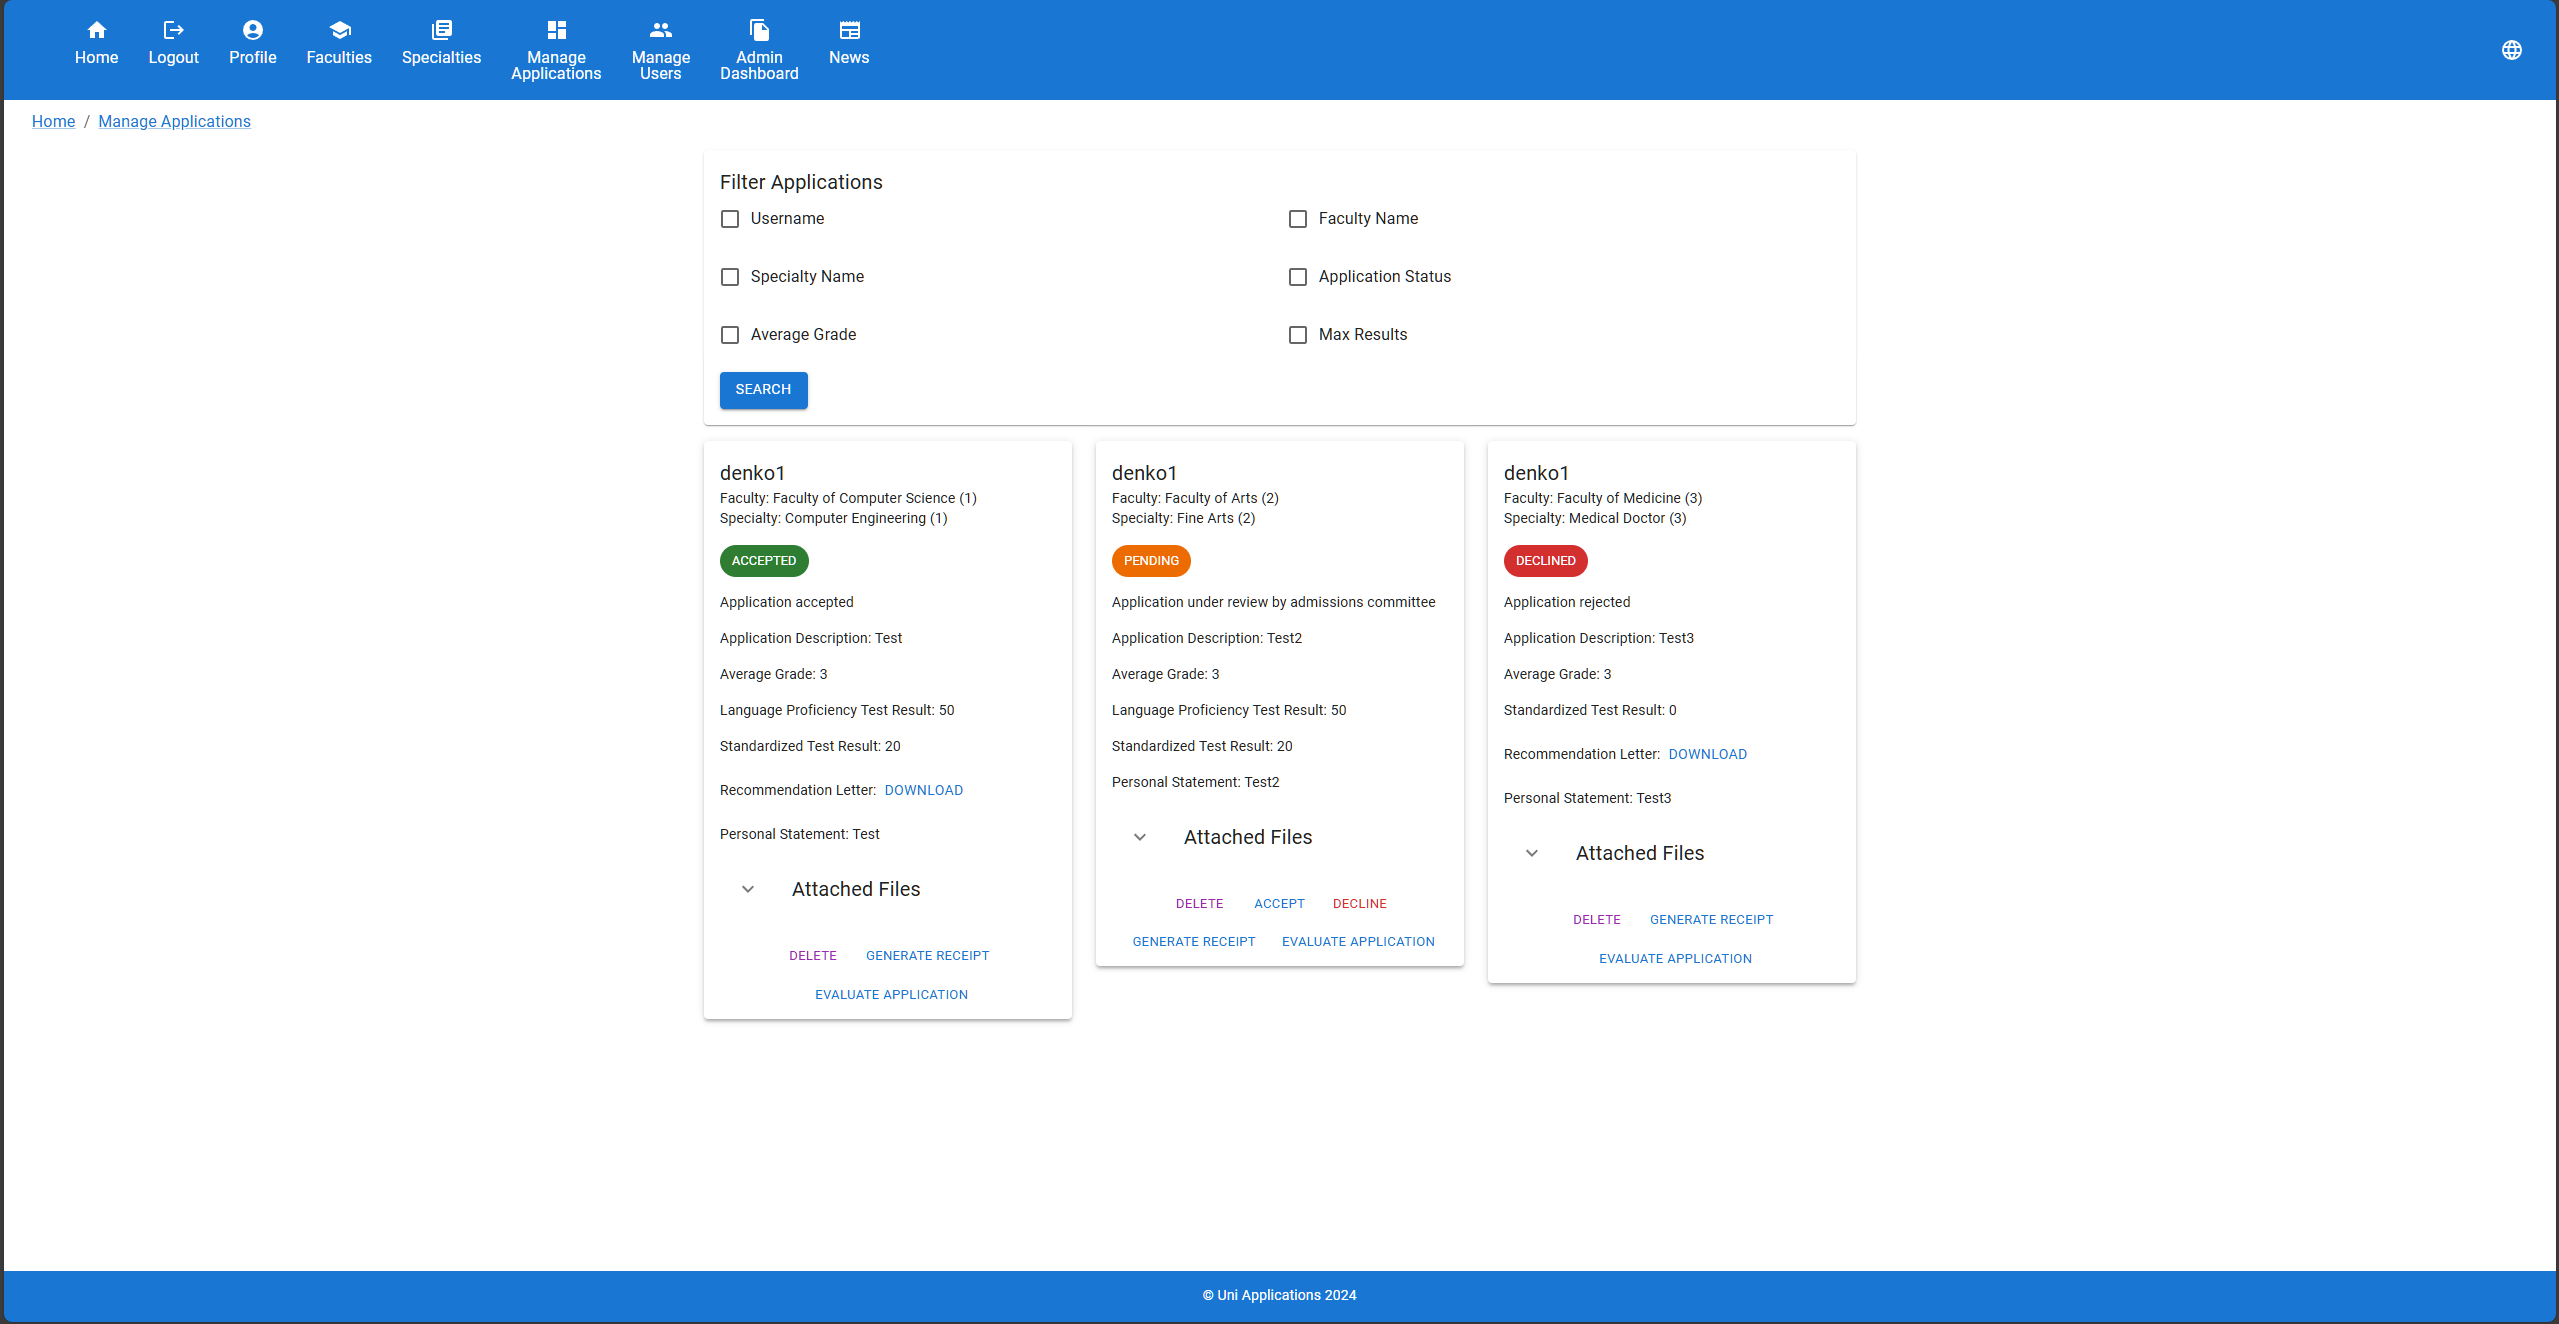 Home
Logout
Profile
Faculties
Specialties
Manage
Applications
Manage
Users
Admin
Dashboard
News
Home / Manage Applications
Filter Applications
Username
Faculty Name
Specialty Name
Application Status
Average Grade
Max Results
SEARCH
denko1
Faculty: Faculty of Computer Science (1)
Specialty: Computer Engineering (1)
ACCEPTED
Application accepted
Application Description: Test
Average Grade: 3
Language Proficiency Test Result: 50
Standardized Test Result: 20
Recommendation Letter: DOWNLOAD
Personal Statement: Test
Attached Files
DELETE GENERATE RECEIPT
EVALUATE APPLICATION
denko1
Faculty: Faculty of Arts (2)
Specialty: Fine Arts (2)
PENDING
Application under review by admissions committee
Application Description: Test2
Average Grade: 3
Language Proficiency Test Result: 50
Standardized Test Result: 20
Personal Statement: Test2
Attached Files
DELETE ACCEPT DECLINE
GENERATE RECEIPT EVALUATE APPLICATION
denko1
Faculty: Faculty of Medicine (3)
Specialty: Medical Doctor (3)
DECLINED
Application rejected
Application Description: Test3
Average Grade: 3
Standardized Test Result: 0
Recommendation Letter: DOWNLOAD
Personal Statement: Test3
Attached Files
DELETE GENERATE RECEIPT
EVALUATE APPLICATION
© Uni Applications 2024